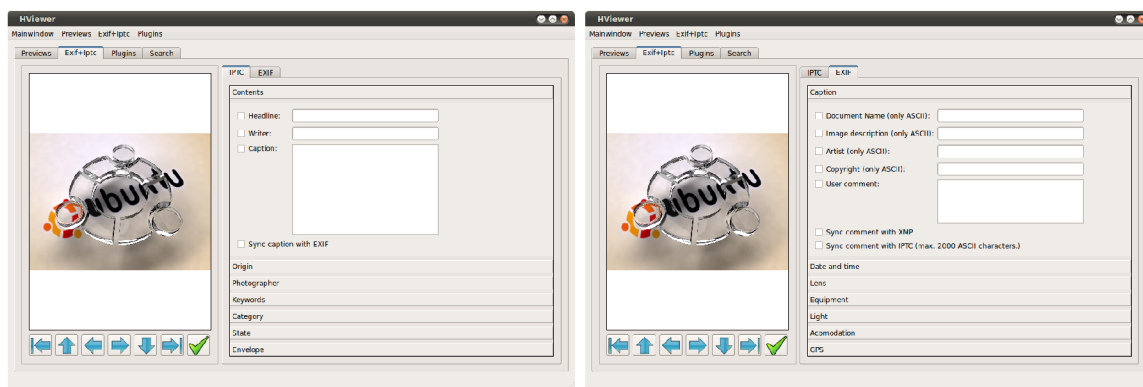 HViewer
Mainwindow Previews Exif+Iptc Plugins
Previews Exif+Iptc Plugins Search
IPTC EXIF
Contents
Headline:
Writer:
Caption:
Sync caption with EXIF
Origin
Photographer
Keywords
Category
State
Envelope
ubuntu
HViewer
Mainwindow Previews Exif+Iptc Plugins
Previews Exif+Iptc Plugins Search
IPTC EXIF
Caption
Document Name (only ASCII):
Image description (only ASCII):
Artist (only ASCII):
Copyright (only ASCII):
User comment:
Sync comment with XMP
Sync comment with IPTC (max. 2000 ASCII characters.)
Date and time
Lens
Equipment
Light
Acomodation
GPS
ubuntu